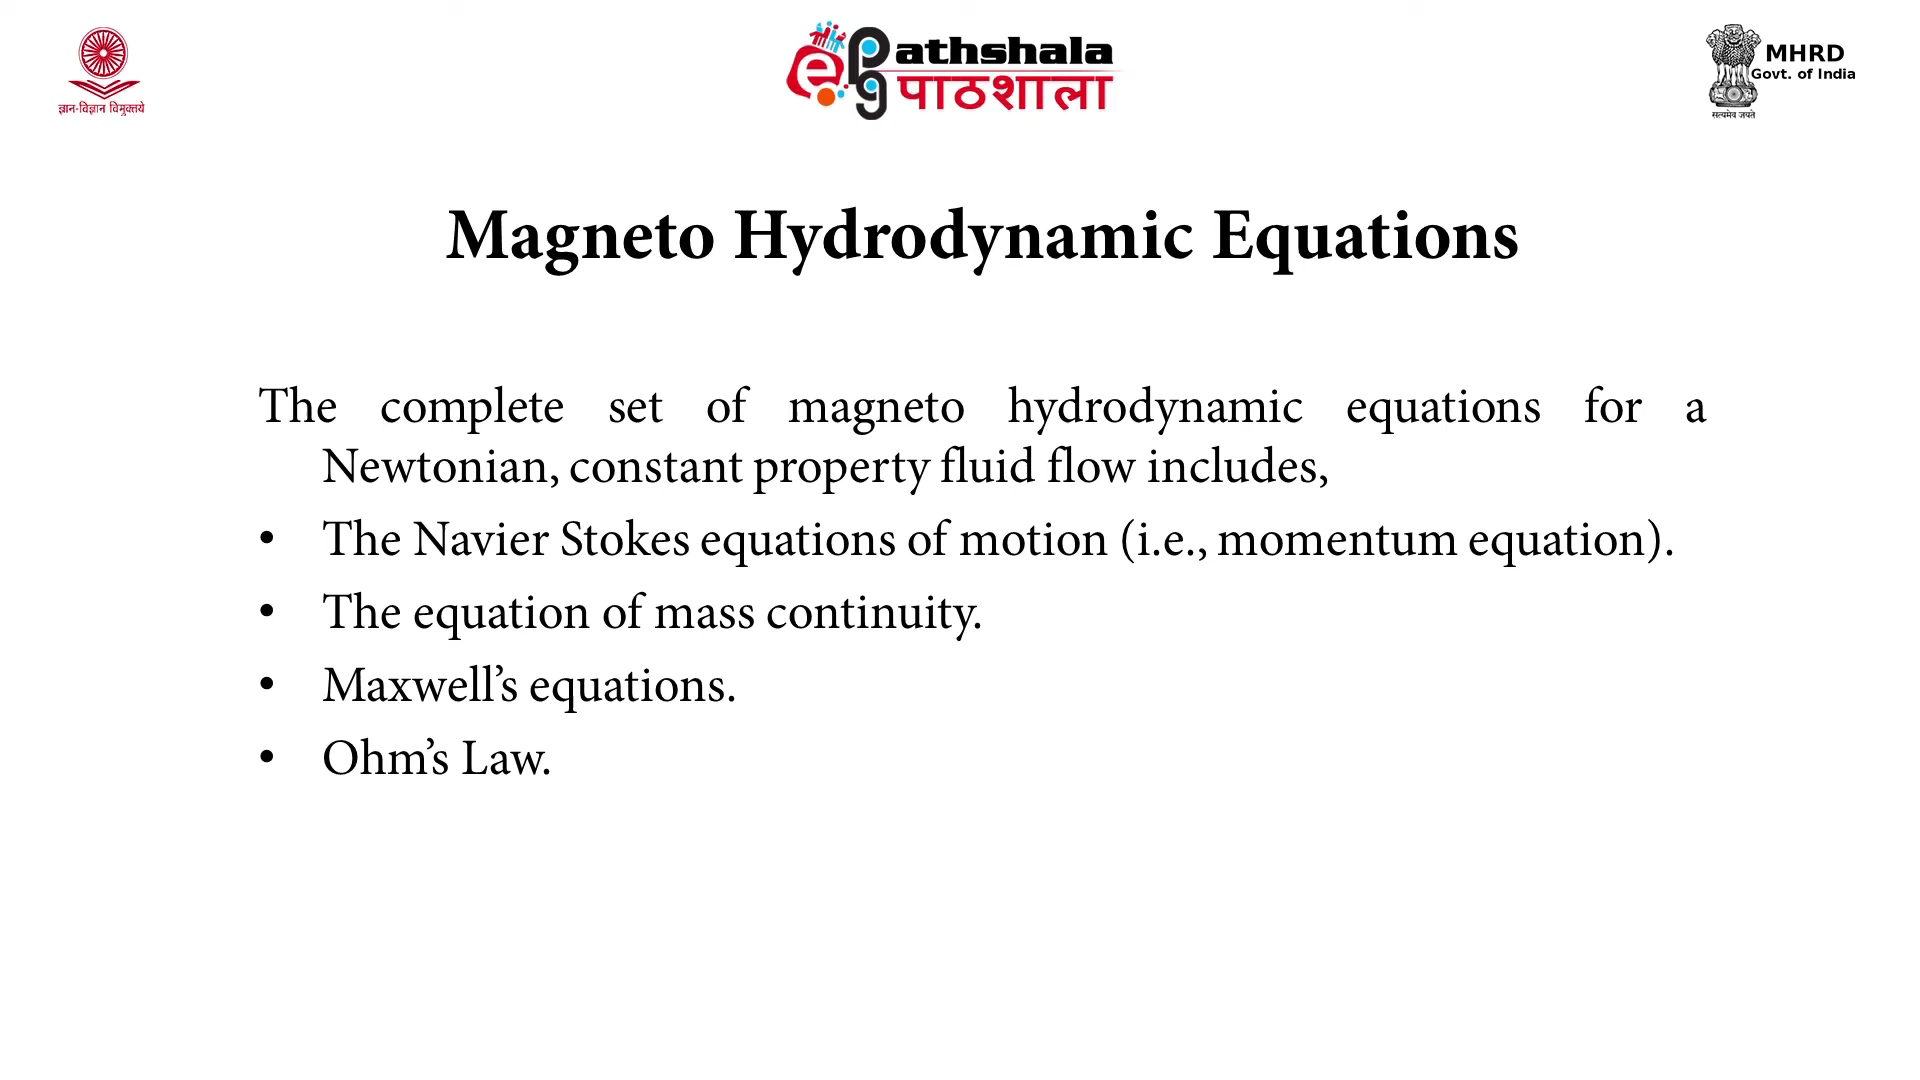 ज्ञान-विज्ञान विमुक्तये
e pg athshala
पाठशाला
MHRD
Govt. of India
सत्यमेव जयते
Magneto Hydrodynamic Equations
The complete set of magneto hydrodynamic equations for a
Newtonian, constant property fluid flow includes,
• The Navier Stokes equations of motion (i.e., momentum equation).
• The equation of mass continuity.
• Maxwell’s equations.
• Ohm’s Law.